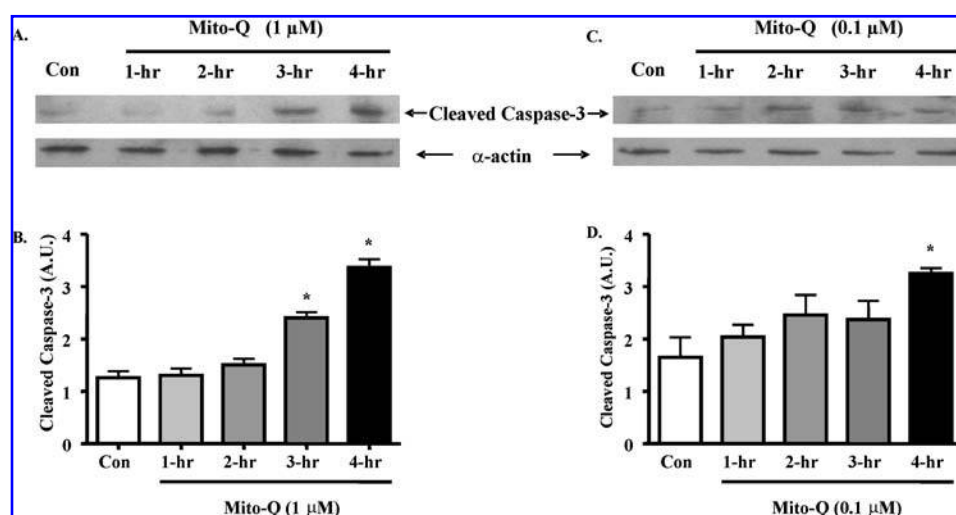 A.
Mito-Q (1 µM)
Con 1-hr 2-hr 3-hr 4-hr
C.
Mito-Q (0.1 µM)
Con 1-hr 2-hr 3-hr 4-hr
Cleaved Caspase-3
α-actin
B.
Cleaved Caspase-3 (A.U.)
4
3
2
1
0
*
*
Con 1-hr 2-hr 3-hr 4-hr
Mito-Q (1 µM)
D.
Cleaved Caspase-3 (A.U.)
4
3
2
1
0
*
Con 1-hr 2-hr 3-hr 4-hr
Mito-Q (0.1 µM)